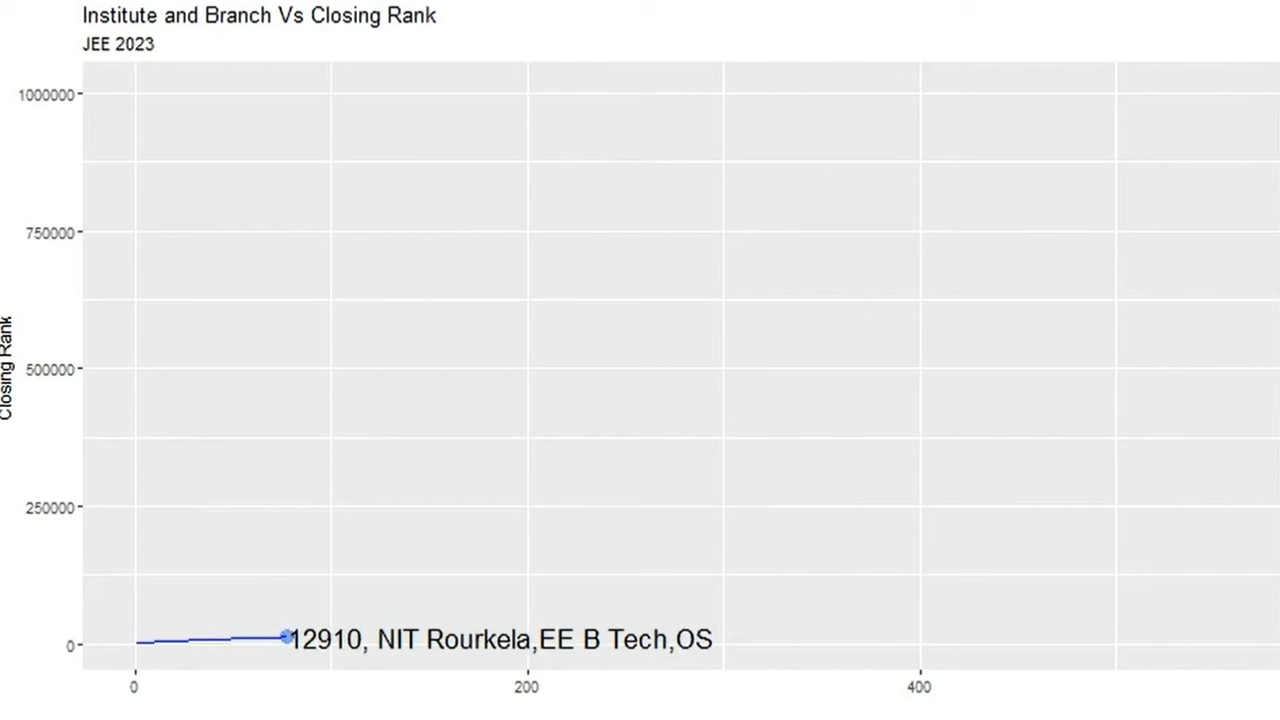 Institute and Branch Vs Closing Rank
JEE 2023
1000000
750000
500000
250000
0
Closing Rank
12910, NIT Rourkela,EE B Tech,OS
0
200
400